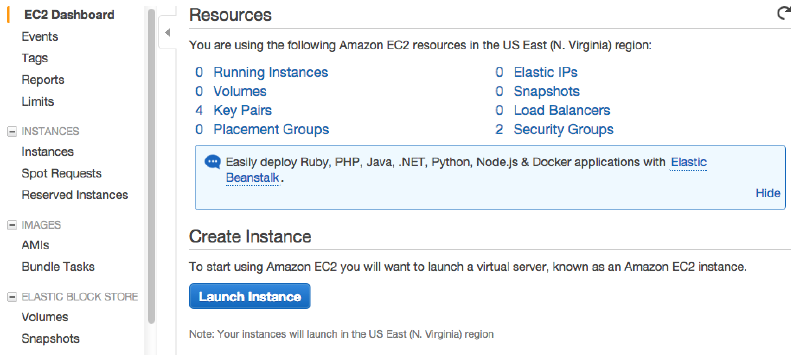 EC2 Dashboard
Events
Tags
Reports
Limits
INSTANCES
Instances
Spot Requests
Reserved Instances
IMAGES
AMIs
Bundle Tasks
ELASTIC BLOCK STORE
Volumes
Snapshots
Resources
You are using the following Amazon EC2 resources in the US East (N. Virginia) region:
0 Running Instances
0 Elastic IPs
0 Volumes
0 Snapshots
4 Key Pairs
0 Load Balancers
0 Placement Groups
2 Security Groups
Easily deploy Ruby, PHP, Java, .NET, Python, Node.js & Docker applications with Elastic
Beanstalk.
Hide
Create Instance
To start using Amazon EC2 you will want to launch a virtual server, known as an Amazon EC2 instance.
Launch Instance
Note: Your instances will launch in the US East (N. Virginia) region